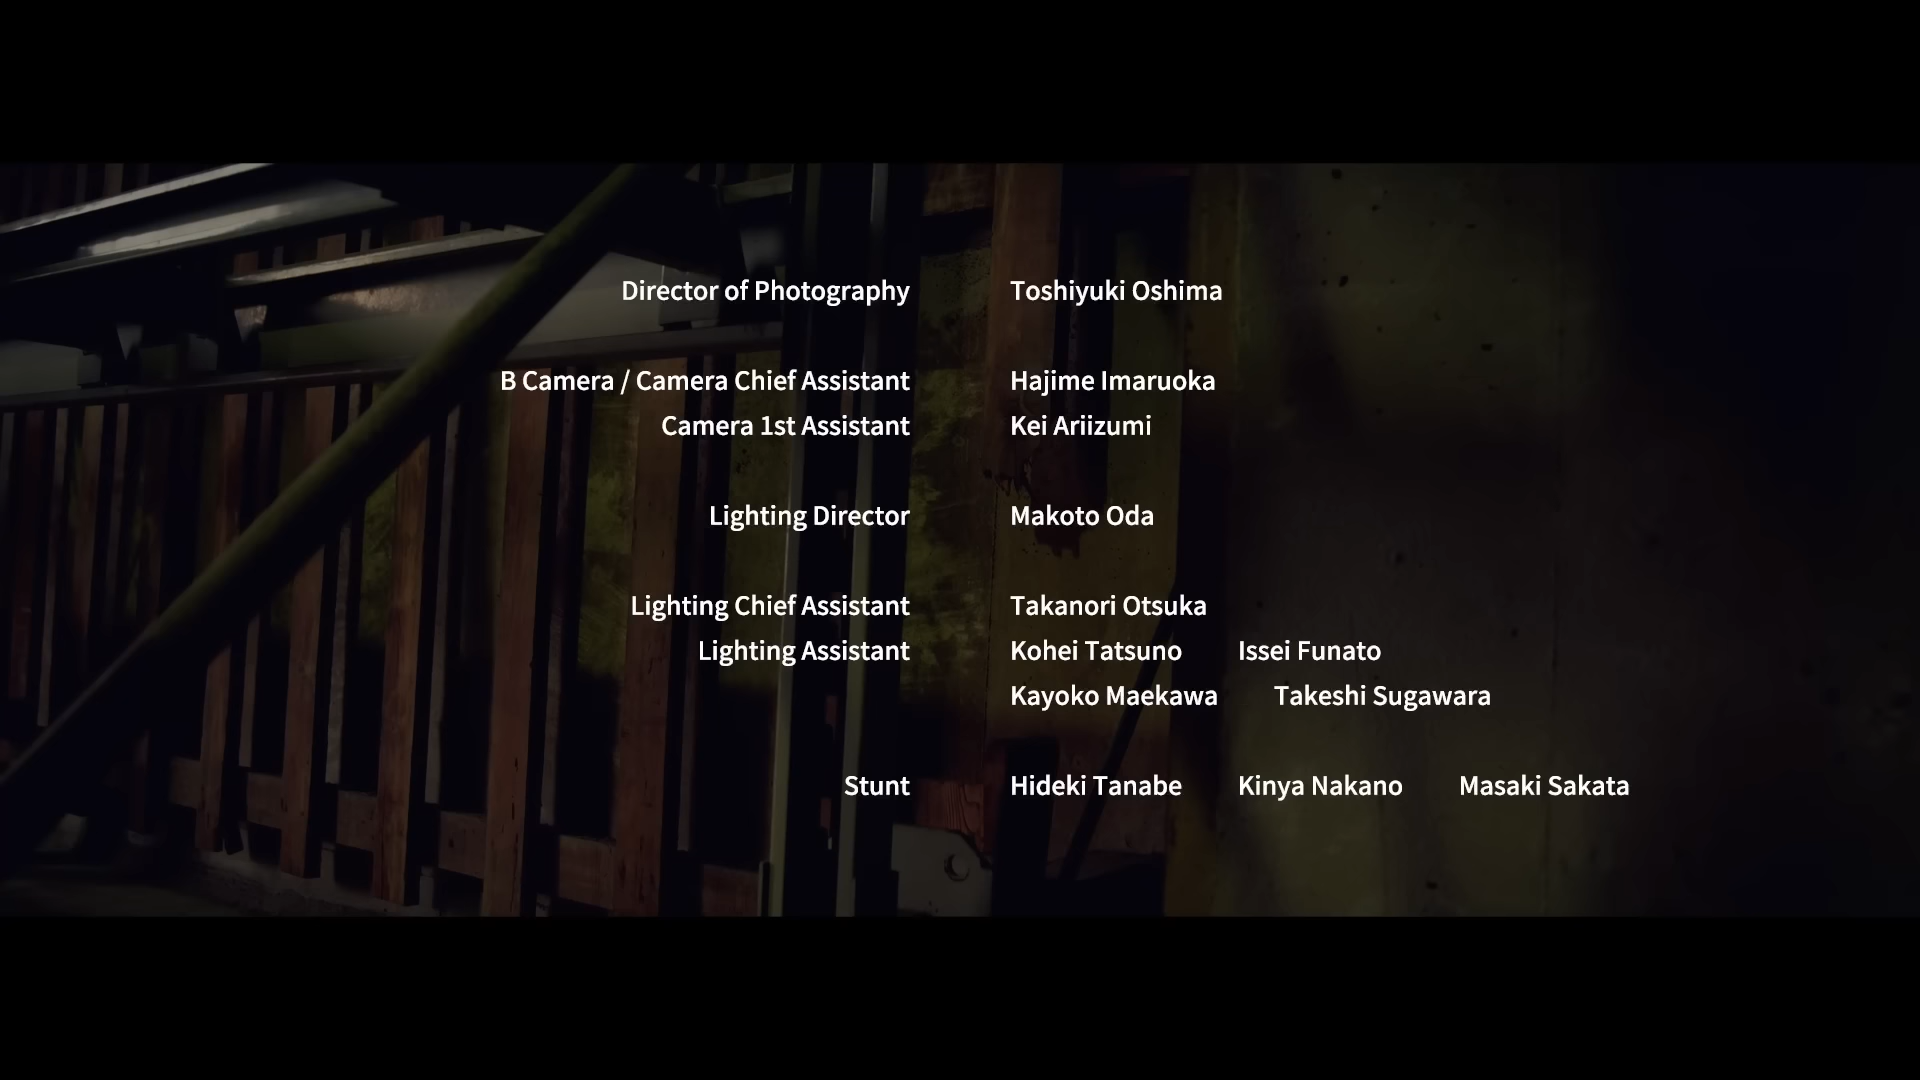 Director of Photography Toshiyuki Oshima
B Camera / Camera Chief Assistant Hajime Imaruoka
Camera 1st Assistant Kei Ariizumi
Lighting Director Makoto Oda
Lighting Chief Assistant Takanori Otsuka
Lighting Assistant Kohei Tatsuno Issei Funato
Kayoko Maekawa Takeshi Sugawara
Stunt Hideki Tanabe Kinya Nakano Masaki Sakata